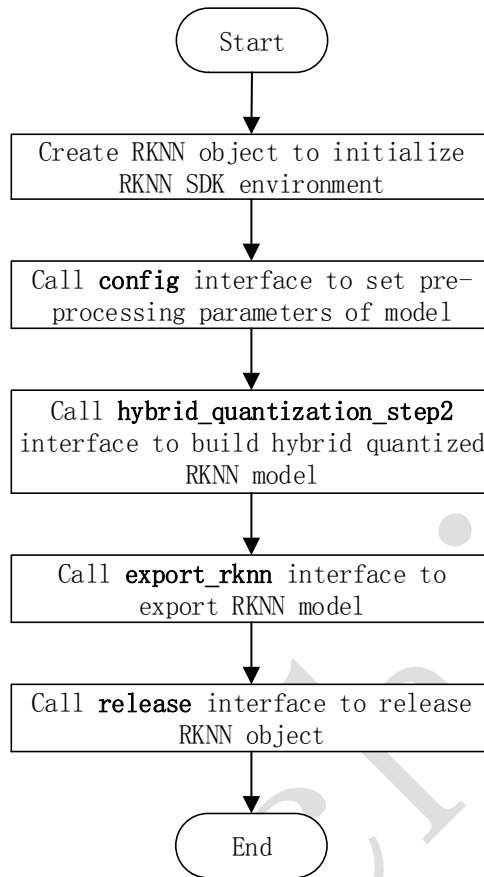 Start
Create RKNN object to initialize
RKNN SDK environment
Call config interface to set pre-
processing parameters of model
Call hybrid_quantization_step2
interface to build hybrid quantized
RKNN model
Call export_rknn interface to
export RKNN model
Call release interface to release
RKNN object
End